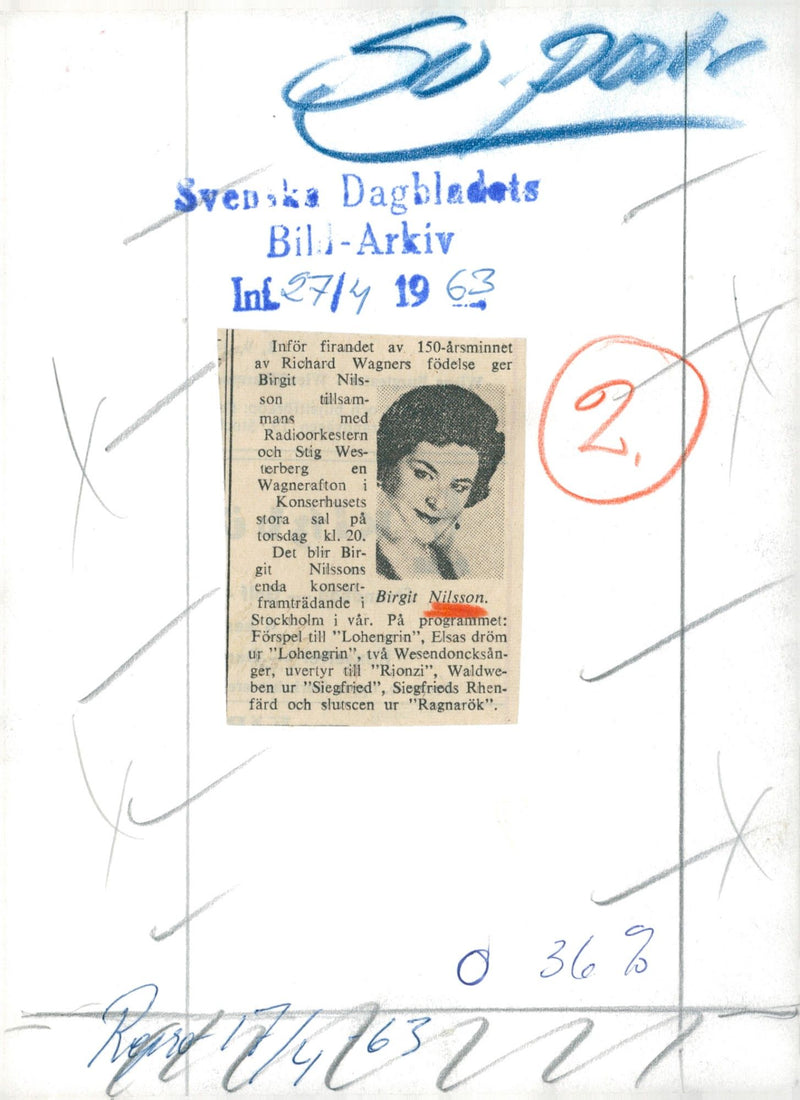 Svenska Dagbladets
Bild-Arkiv
Inf. 27/4 1963
Inför firandet av 150-årsminnet
av Richard Wagners födelse ger
Birgit Nils-
son tillsam-
mans med
Radioorkestern
och Stig Wes-
terberg en
Wagnerafton i
Konserhusets
stora sal på
torsdag kl. 20.
Det blir Bir-
git Nilssons
enda konsert-
framträdande i
Birgit Nilsson.
Stockholm i vår. På programmet:
Förspel till "Lohengrin", Elsas dröm
ur "Lohengrin", två Wesendoncksån-
ger, uvertyr till "Rionzi", Waldwe-
ben ur "Siegfried", Siegfrieds Rhen-
färd och slutscen ur "Ragnarök".
2.
36 %
Repro 17/4 -63